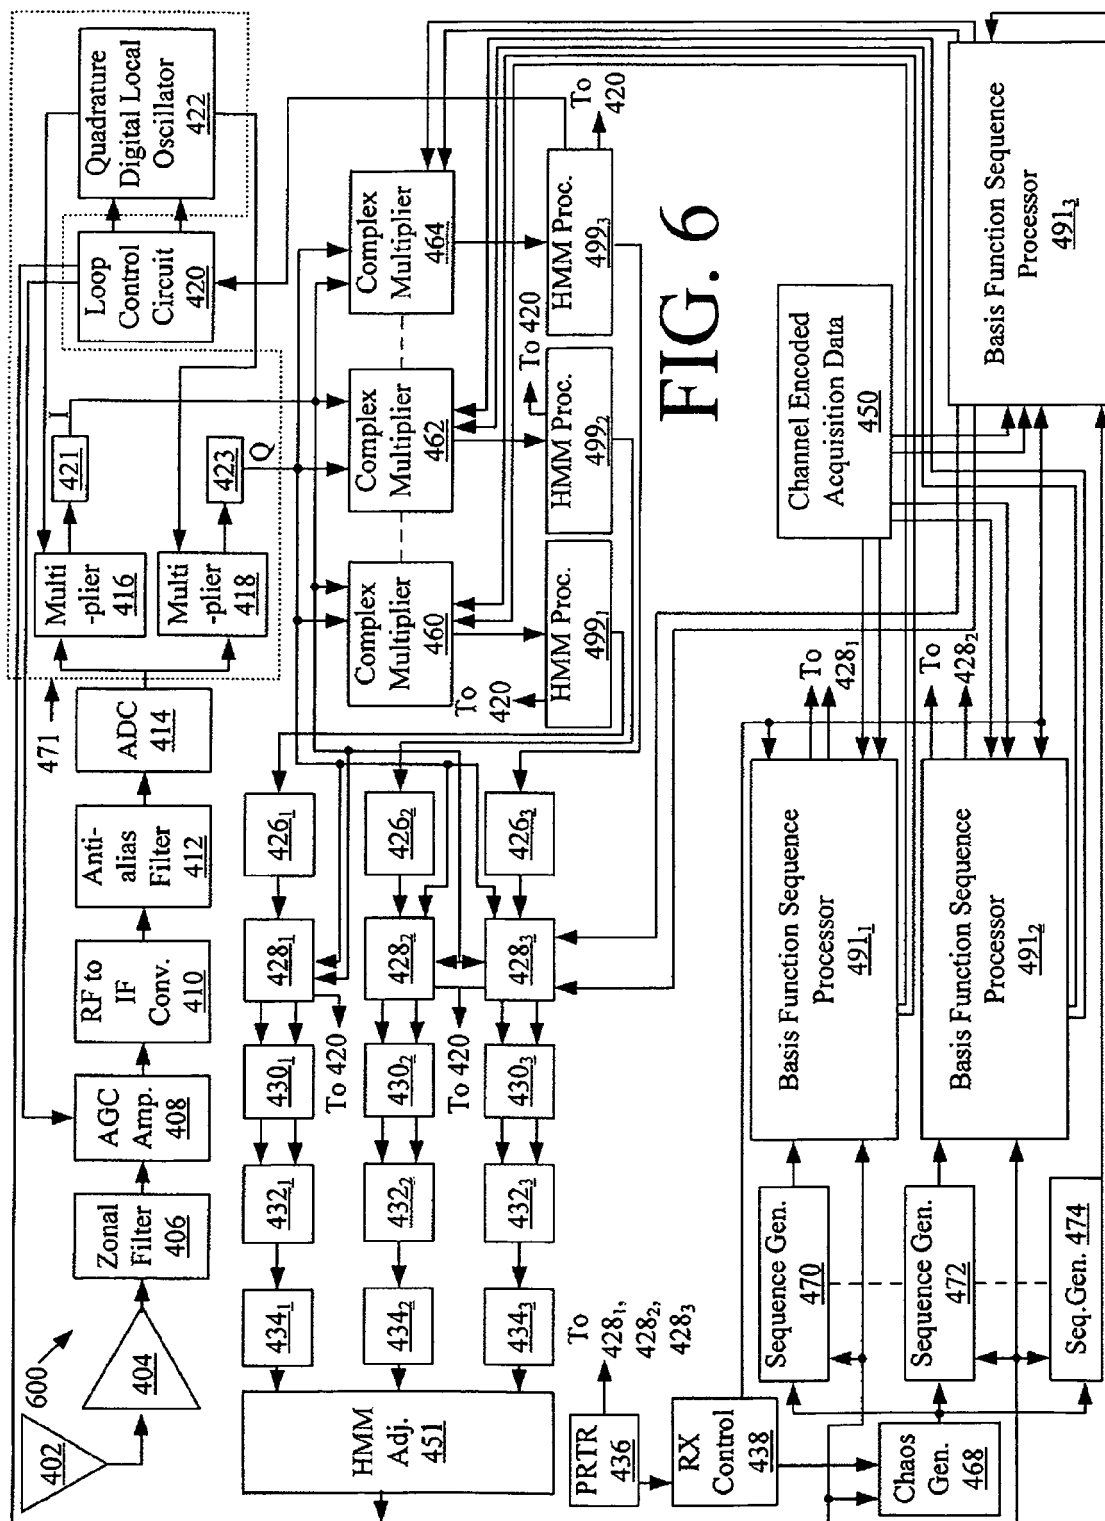 600
402
404
Zonal
Filter
406
AGC
Amp.
408
RF to
IF
Conv.
410
Anti-
alias
Filter
412
ADC
414
471
Multi
-plier
416
Multi
-plier
418
421
I
423
Q
Loop
Control
Circuit
420
Quadrature
Digital Local
Oscillator
422
HMM
Adj.
451
434₁
432₁
430₁
428₁
426₁
To 420
434₂
432₂
430₂
428₂
426₂
To 420
434₃
432₃
430₃
428₃
426₃
Complex
Multiplier
460
Complex
Multiplier
462
Complex
Multiplier
464
To
420
HMM Proc.
499₁
To 420
HMM Proc.
499₂
HMM Proc.
499₃
To
420
PRTR
436
To
428₁,
428₂,
428₃
RX
Control
438
Chaos
Gen.
468
Sequence Gen.
470
Sequence Gen.
472
Seq.Gen. 474
Basis Function Sequence
Processor
491₁
To
428₁
Basis Function Sequence
Processor
491₂
To
428₂
Channel Encoded
Acquisition Data
450
Basis Function Sequence
Processor
491₃
FIG. 6